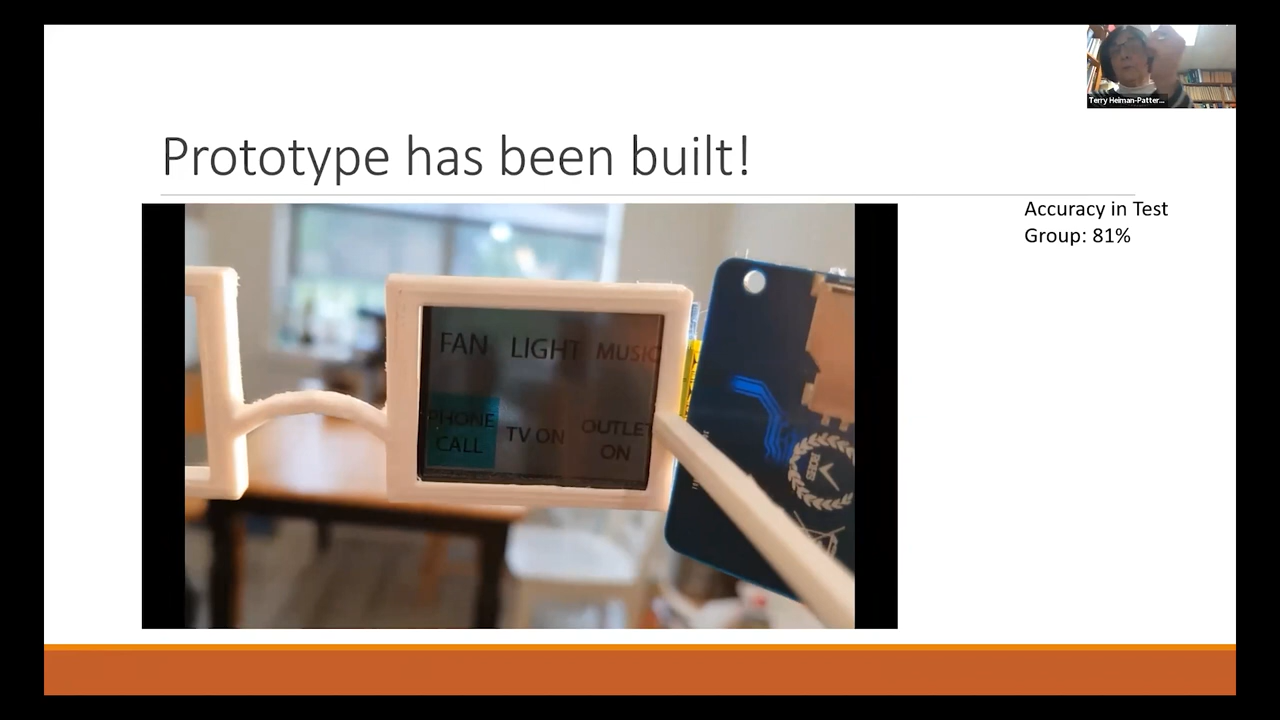 Terry Heiman-Patter...
Prototype has been built!
Accuracy in Test
Group: 81%
FAN LIGHT MUSIC
PHONE
CALL
TV ON
OUTLET
ON